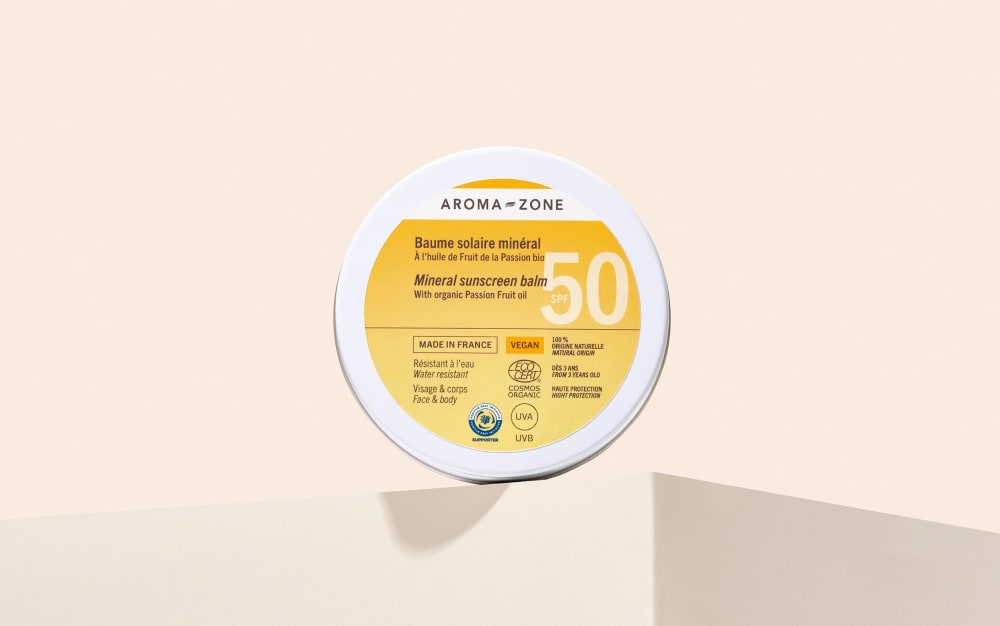 AROMA-ZONE
Baume solaire minéral
À l'huile de Fruit de la Passion bio
Mineral sunscreen balm
With organic Passion Fruit oil
SPF 50
MADE IN FRANCE
VEGAN
100 %
ORIGINE NATURELLE
NATURAL ORIGIN
Résistant à l'eau
Water resistant
ECO
CERT
COSMOS
ORGANIC
DÈS 3 ANS
FROM 3 YEARS OLD
Visage & corps
Face & body
HAUTE PROTECTION
HIGHT PROTECTION
SUPPORTER
UVA
UVB